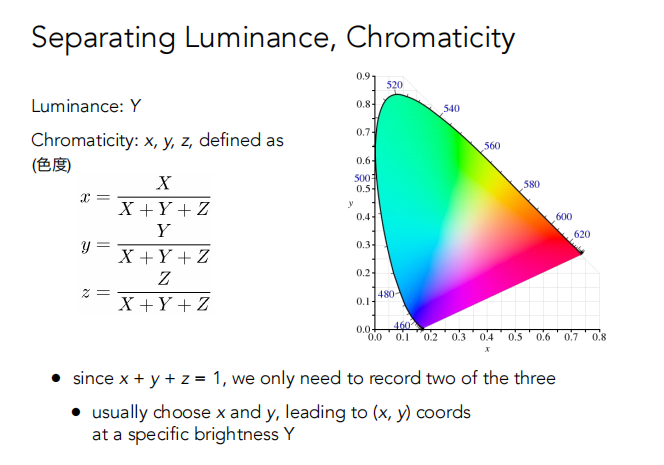 Separating Luminance, Chromaticity
Luminance: Y
Chromaticity: x, y, z, defined as
(色度)
x = X / X + Y + Z
y = Y / X + Y + Z
z = Z / X + Y + Z
0.9
0.8
0.7
0.6
0.5
0.4
0.3
0.2
0.1
0.0
y
520
540
560
500
580
600
620
480
460
0.0 0.1 0.2 0.3 0.4 0.5 0.6 0.7 0.8
x
• since x + y + z = 1, we only need to record two of the three
• usually choose x and y, leading to (x, y) coords
at a specific brightness Y